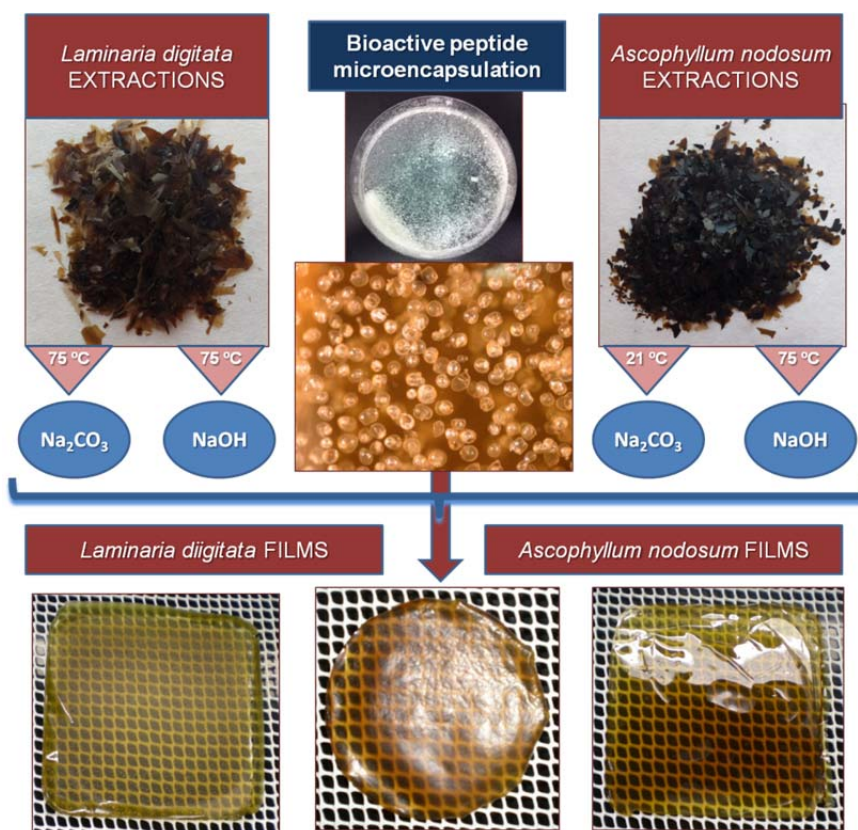 Laminaria digitata
EXTRACTIONS
Bioactive peptide
microencapsulation
Ascophyllum nodosum
EXTRACTIONS
75 ºC
75 ºC
21 ºC
75 ºC
Na₂CO₃
NaOH
Na₂CO₃
NaOH
Laminaria diigitata FILMS
Ascophyllum nodosum FILMS